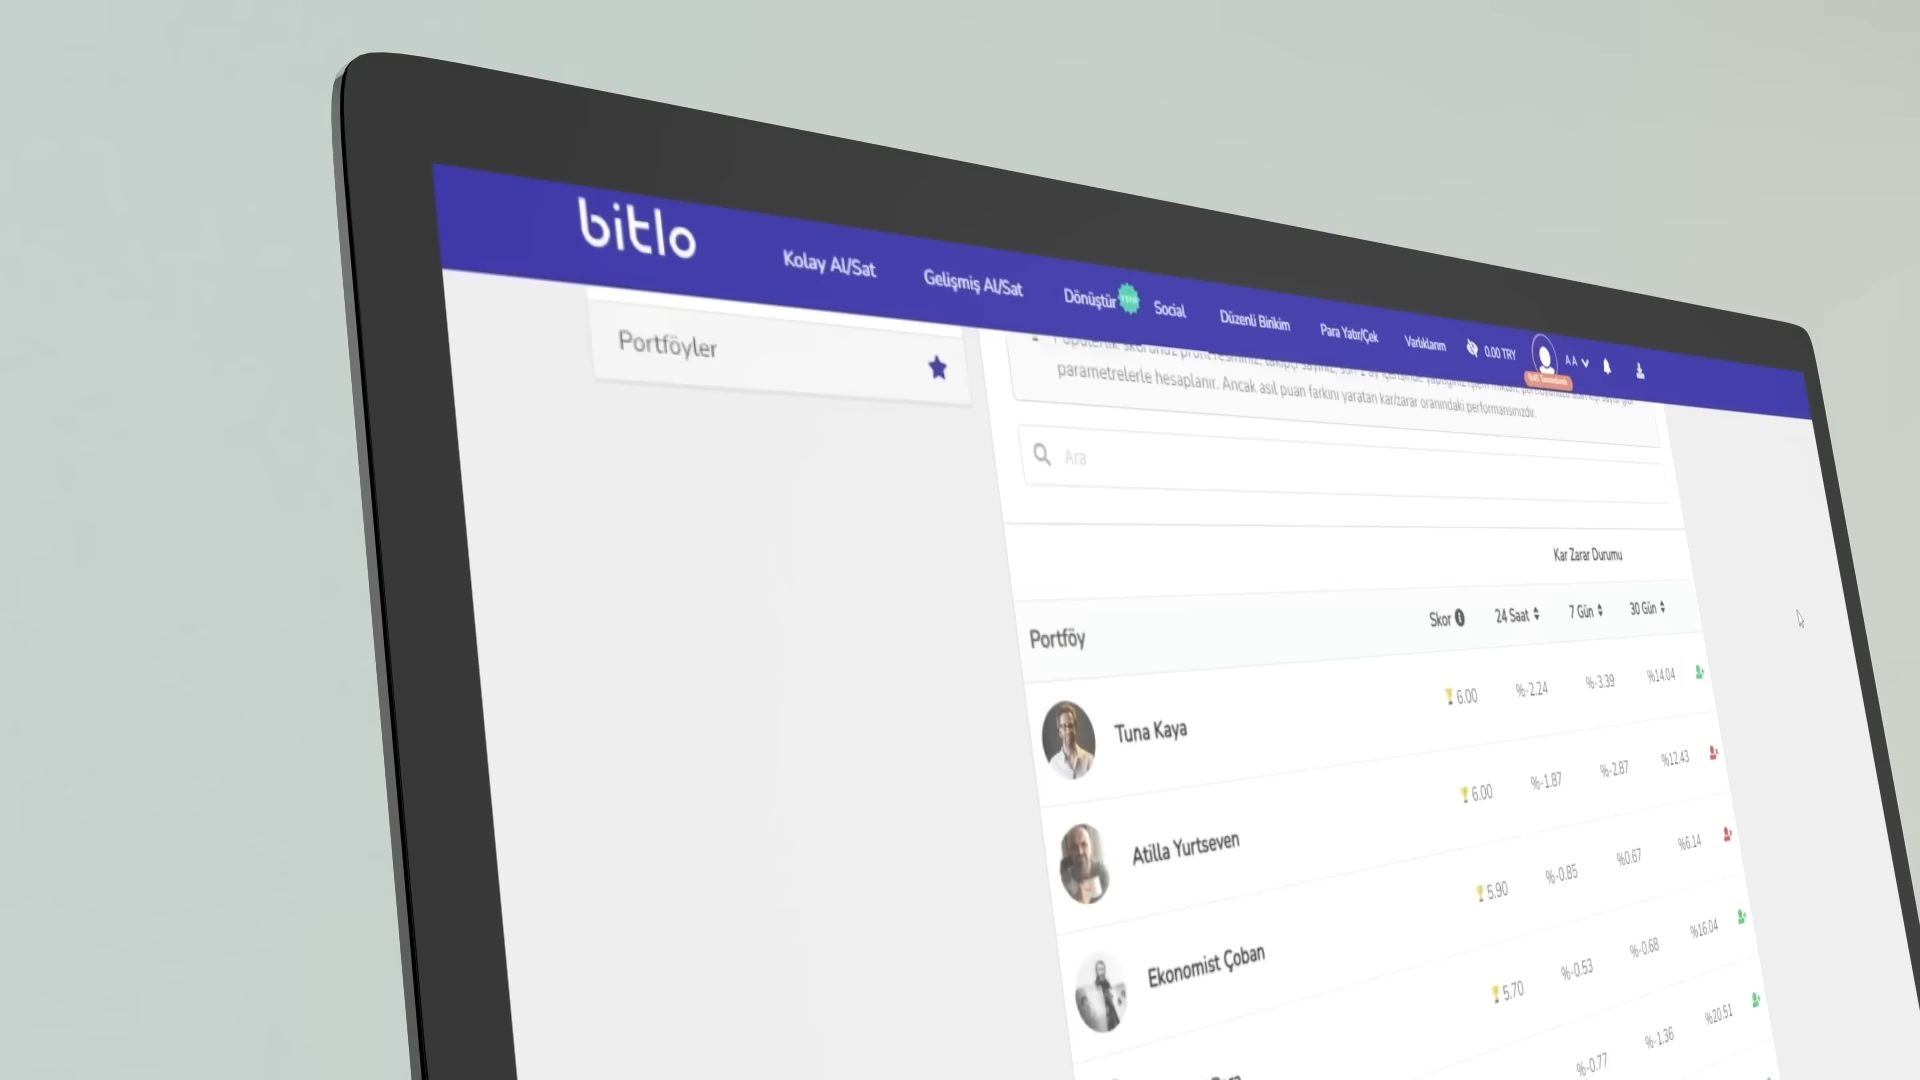 bitlo
Kolay Al/Sat
Gelişmiş Al/Sat
Dönüştür
Social
Düzenli Birikim
Para Yatır/Çek
Varlıklarım
0.00 TRY
A A
Portföyler
parametrelerle hesaplanır. Ancak asıl puan farkını yaratan kar/zarar oranındaki performansınızdır.
Ara
Kar Zarar Durumu
Portföy Skor 24 Saat 7 Gün 30 Gün
Tuna Kaya 6.00 %-2.24 %-3.39 %14.04
Atilla Yurtseven 6.00 %-1.87 %-2.87 %12.43
Ekonomist Çoban 5.90 %-0.85 %0.67 %6.14
5.70 %-0.53 %-0.68 %16.04
%-0.77 %-1.36 %20.51